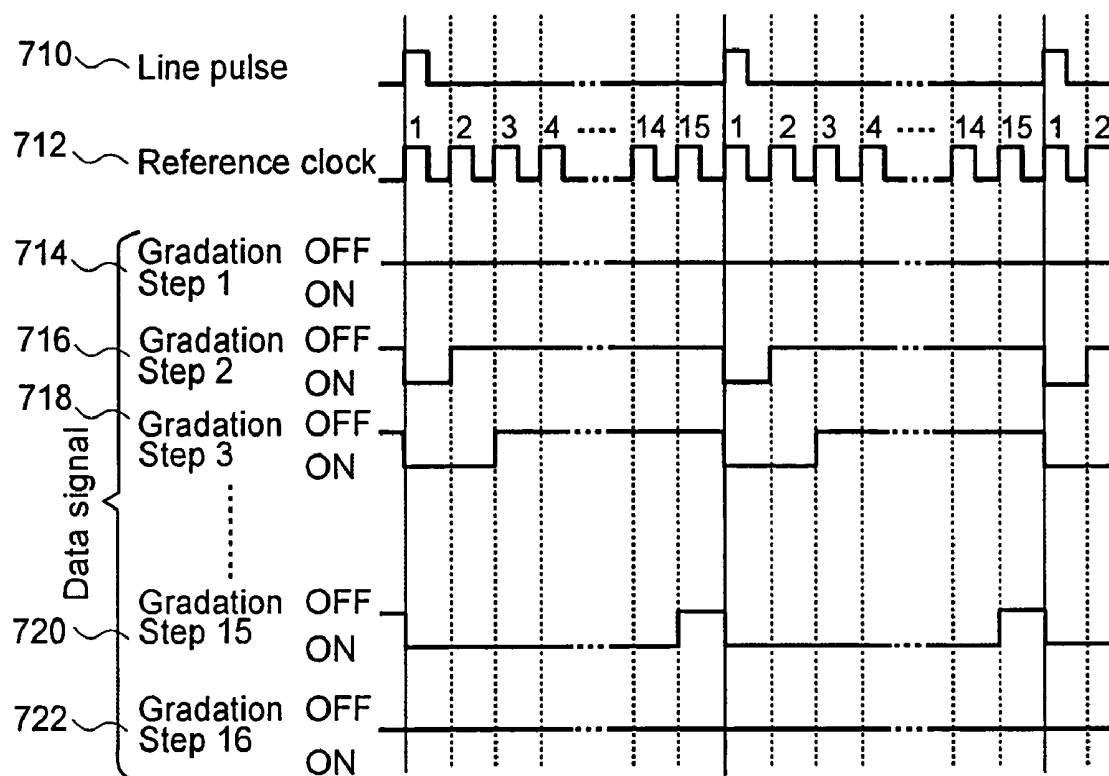 710 Line pulse
1 2 3 4 ···· 14 15 1 2 3 4 ···· 14 15 1 2
712 Reference clock
714 Gradation OFF
Step 1 ON
716 Gradation OFF
Step 2 ON
718 Gradation OFF
Step 3 ON
Data signal
Gradation OFF
720 Step 15 ON
722 Gradation OFF
Step 16 ON